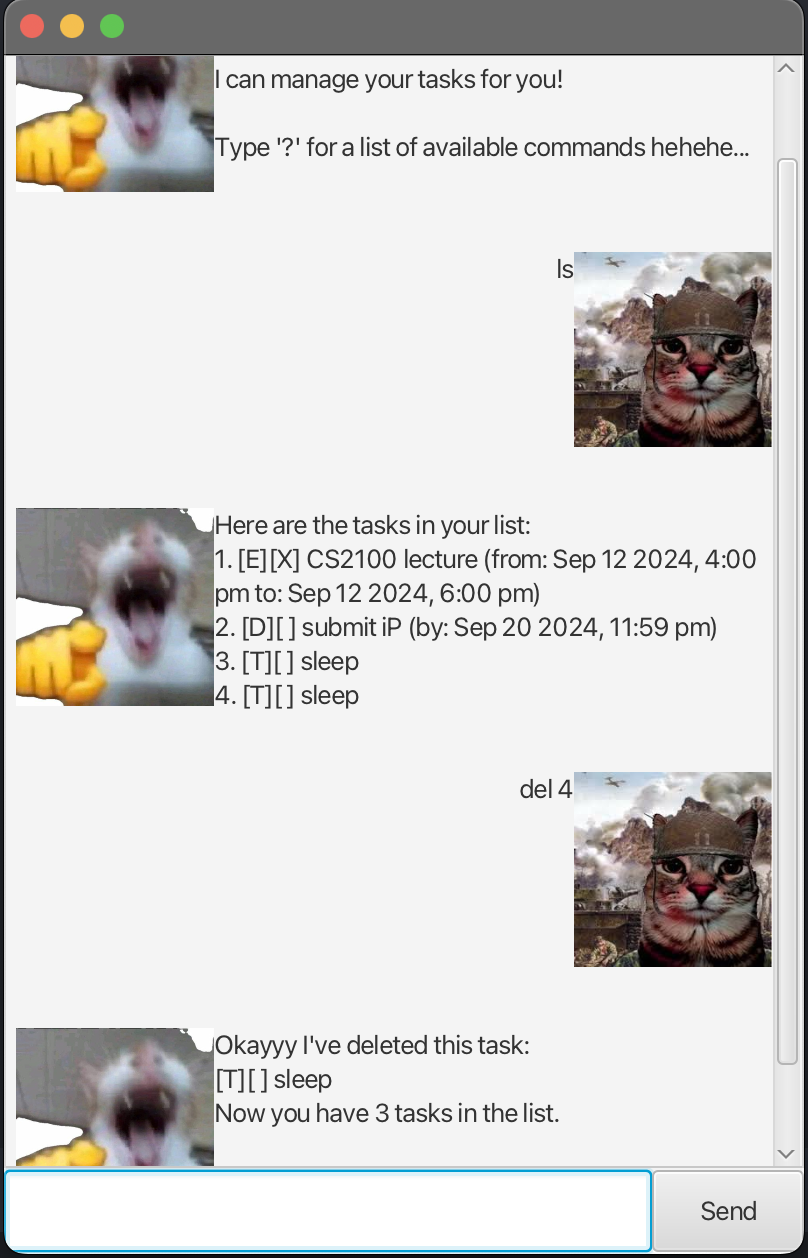 I can manage your tasks for you!
Type '?' for a list of available commands hehehe...
ls
Here are the tasks in your list:
1. [E][X] CS2100 lecture (from: Sep 12 2024, 4:00
pm to: Sep 12 2024, 6:00 pm)
2. [D][ ] submit iP (by: Sep 20 2024, 11:59 pm)
3. [T][ ] sleep
4. [T][ ] sleep
del 4
Okayyy I've deleted this task:
[T][ ] sleep
Now you have 3 tasks in the list.
Send